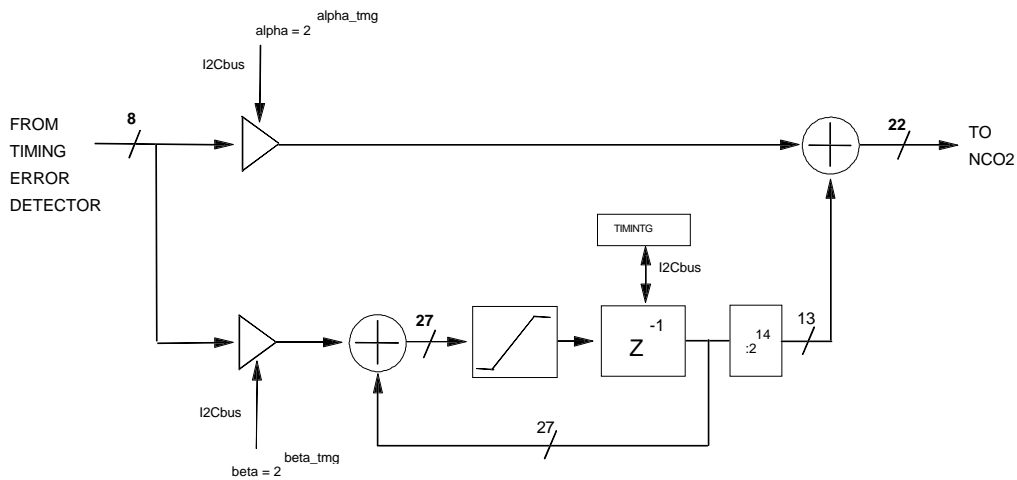 alpha_tmg
alpha = 2
I2Cbus
8
22
FROM
TIMING
ERROR
DETECTOR
TO
NCO2
TIMINTG
I2Cbus
27
-1
Z
14
:2
13
I2Cbus
27
beta_tmg
beta = 2